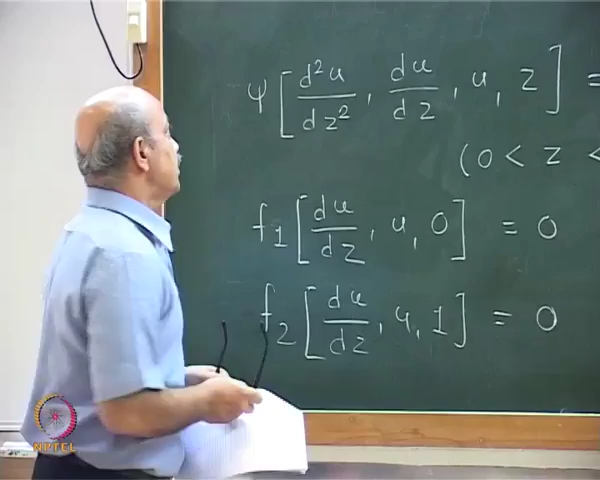 ψ [ d²u/dz², du/dz, u, z ] =
(0 < z <
f₁ [ du/dz, u, 0 ] = 0
f₂ [ du/dz, u, 1 ] = 0
NPTEL